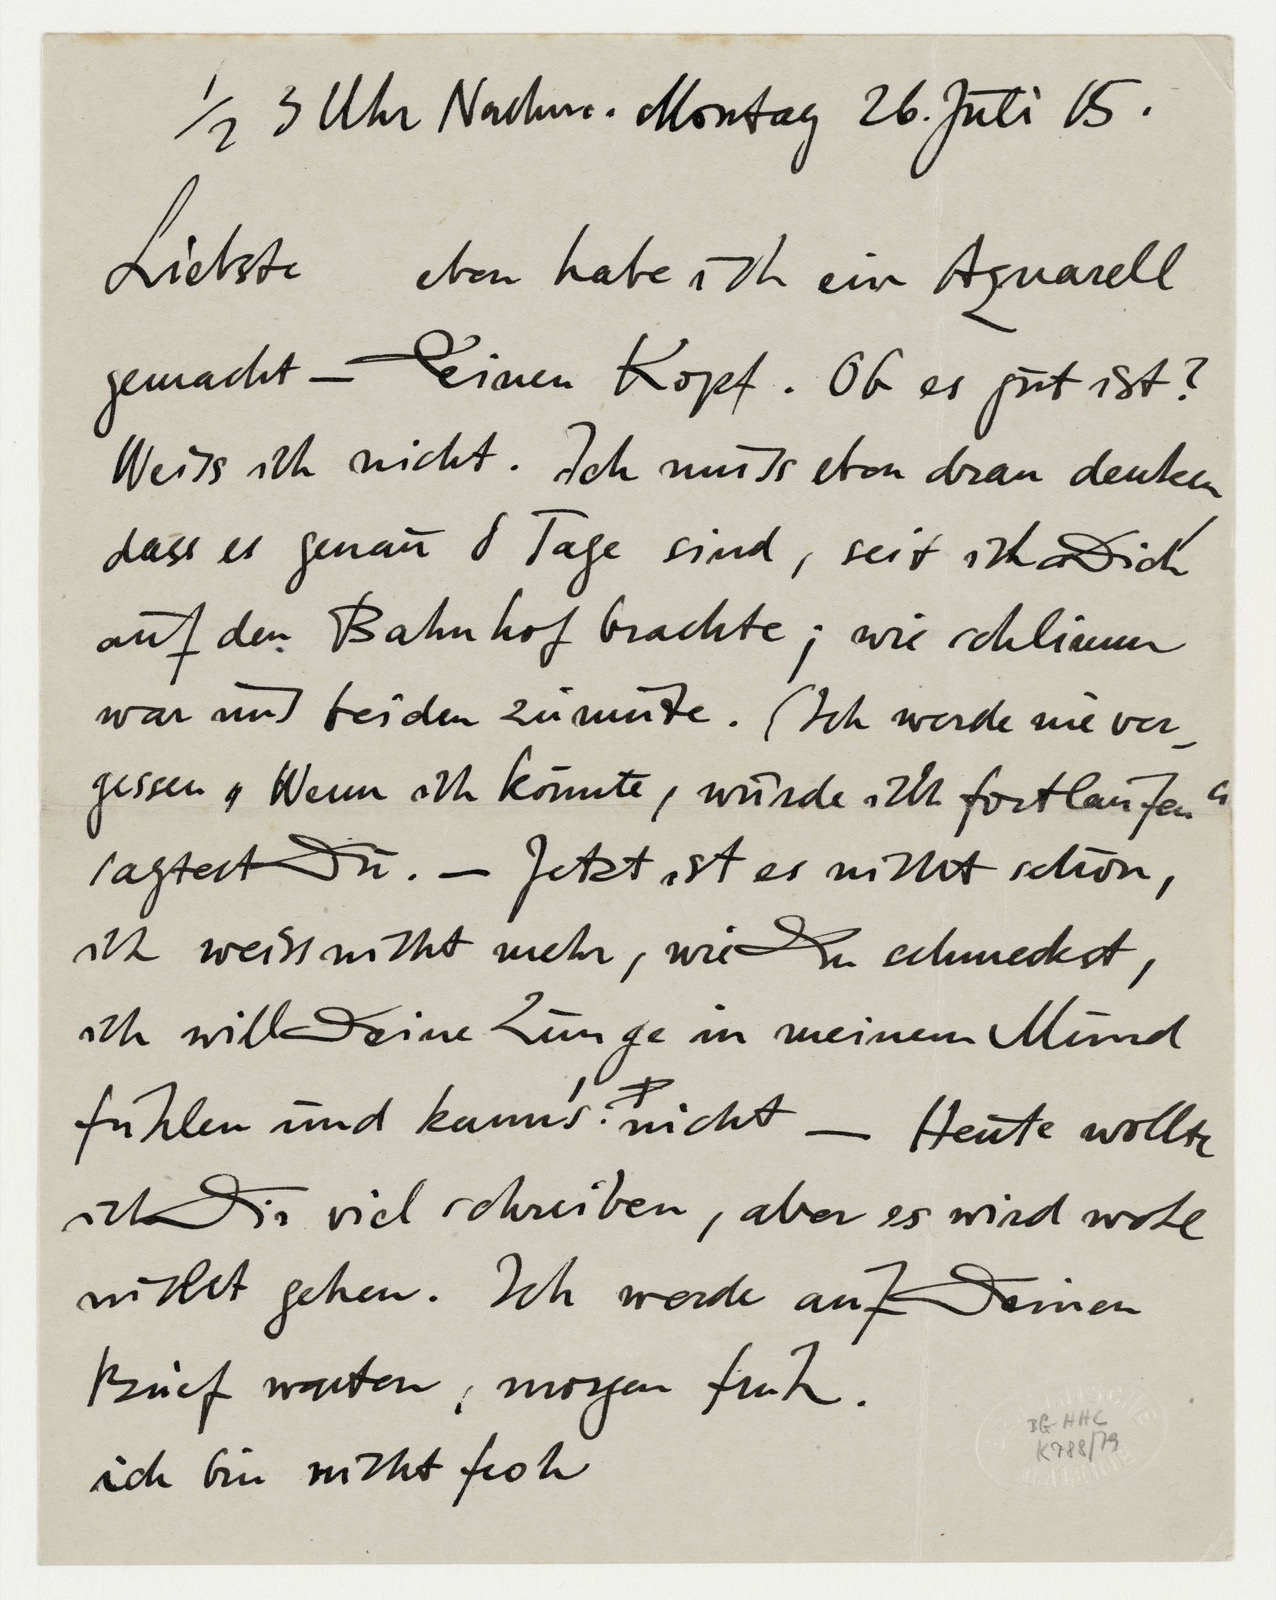 1/2 3 Uhr Nachm. Montag 26. Juli 15.
Liebste eben habe ich ein Aquarell
gemacht — Deinen Kopf. Ob es gut ist?
Weiss ich nicht. Ich muss eben dran denken
dass es genau 8 Tage sind, seit ich Dich
auf den Bahnhof brachte; wie schlimm
war uns beiden zumute. (Ich werde nie ver-
gessen „Wenn ich könnte, würde ich fortlaufen“
sagtest Du. — Jetzt ist es nicht schön,
ich weiss nicht mehr, wie Du schmeckst,
ich will Deine Zunge in meinem Mund
fühlen und kann's nicht — Heute wollte
ich Dir viel schreiben, aber es wird wohl
nicht gehen. Ich werde auf Deinen
Brief warten, morgen früh.
ich bin nicht froh
BG-HHC
K788/79